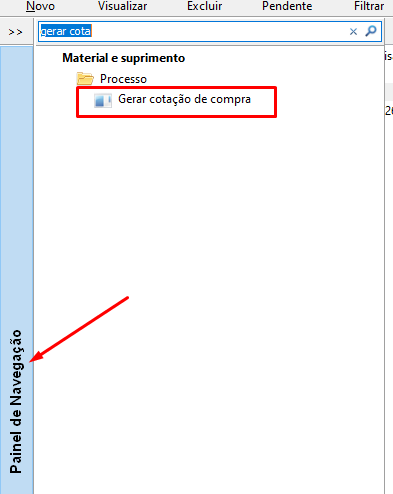 Novo Visualizar Excluir Pendente Filtrar
>> gerar cota
Material e suprimento
Processo
Gerar cotação de compra
Painel de Navegação